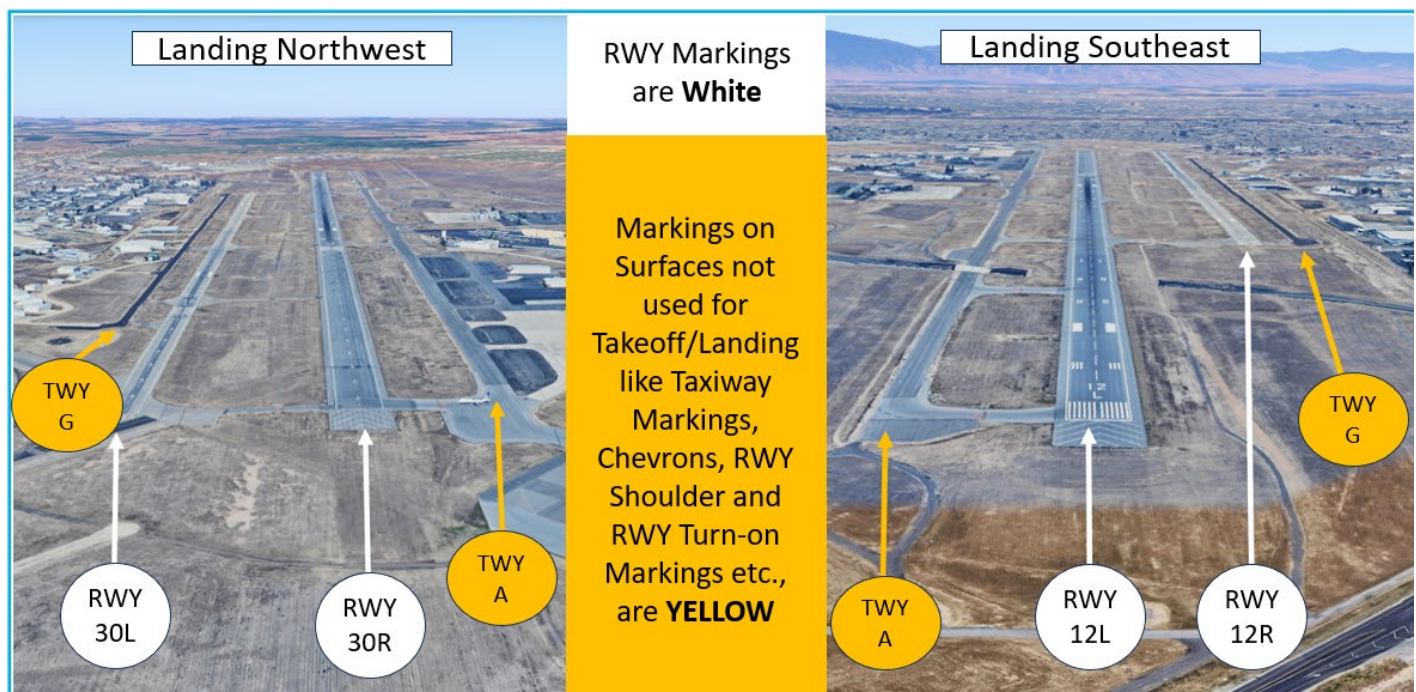 Landing Northwest
TWY
G
RWY
30L
RWY
30R
TWY
A
RWY Markings
are White
Markings on
Surfaces not
used for
Takeoff/Landing
like Taxiway
Markings,
Chevrons, RWY
Shoulder and
RWY Turn-on
Markings etc.,
are YELLOW
Landing Southeast
TWY
A
RWY
12L
RWY
12R
TWY
G